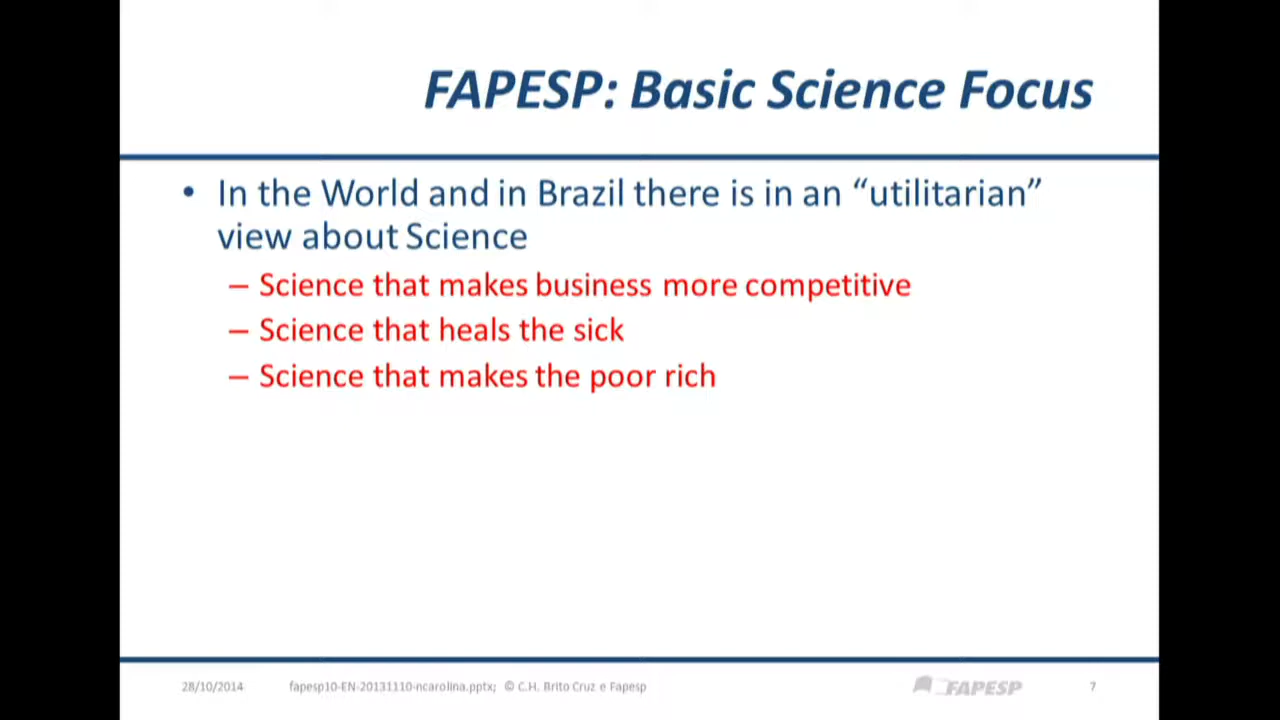 FAPESP: Basic Science Focus
• In the World and in Brazil there is in an “utilitarian”
view about Science
– Science that makes business more competitive
– Science that heals the sick
– Science that makes the poor rich
28/10/2014 fapesp10-EN-20131110-ncarolina.pptx; © C.H. Brito Cruz e Fapesp FAPESP 7